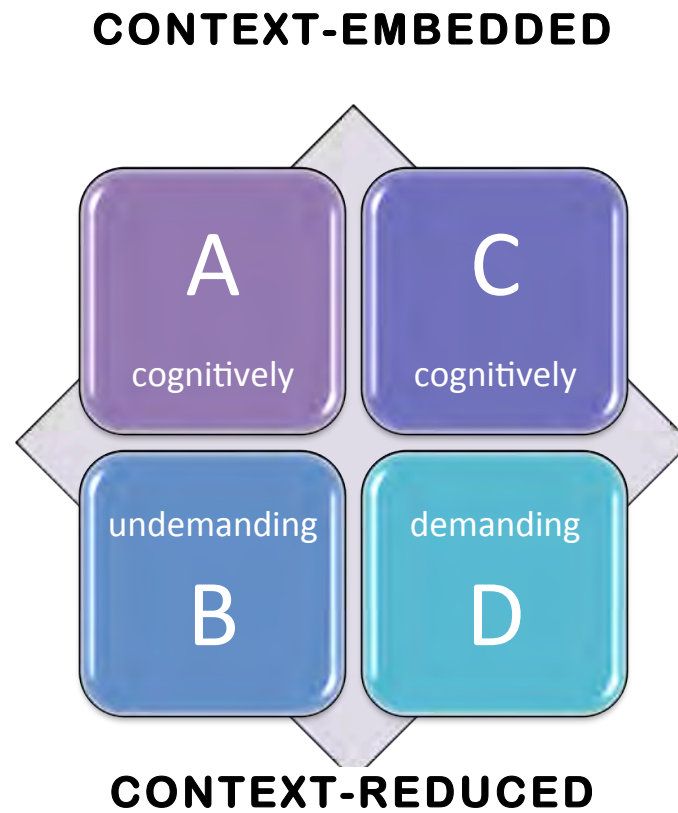 CONTEXT-EMBEDDED
A
C
cognitively
cognitively
undemanding
demanding
B
D
CONTEXT-REDUCED